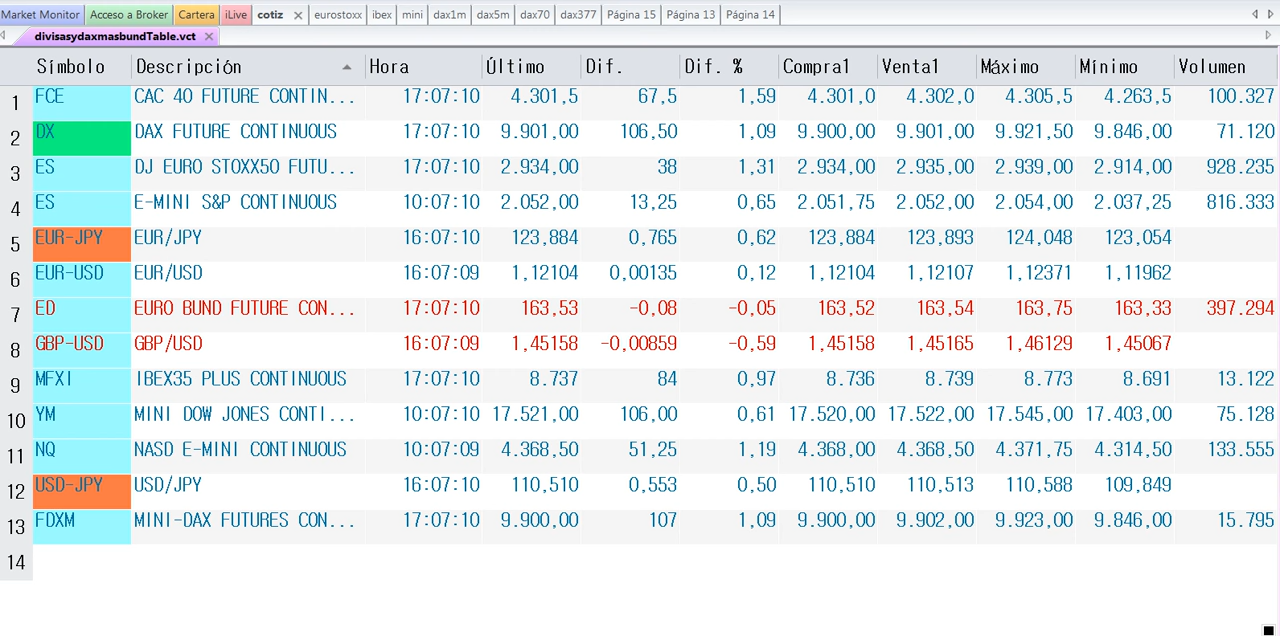 Market Monitor Acceso a Broker Cartera iLive cotiz eurostoxx ibex mini dax1m dax5m dax70 dax377 Página 15 Página 13 Página 14
divisasydaxmasbundTable.vct
Símbolo Descripción Hora Último Dif. Dif. % Compra1 Venta1 Máximo Mínimo Volumen
1 FCE CAC 40 FUTURE CONTIN... 17:07:10 4.301,5 67,5 1,59 4.301,0 4.302,0 4.305,5 4.263,5 100.327
2 DX DAX FUTURE CONTINUOUS 17:07:10 9.901,00 106,50 1,09 9.900,00 9.901,00 9.921,50 9.846,00 71.120
3 ES DJ EURO STOXX50 FUTU... 17:07:10 2.934,00 38 1,31 2.934,00 2.935,00 2.939,00 2.914,00 928.235
4 ES E-MINI S&P CONTINUOUS 10:07:10 2.052,00 13,25 0,65 2.051,75 2.052,00 2.054,00 2.037,25 816.333
5 EUR-JPY EUR/JPY 16:07:10 123,884 0,765 0,62 123,884 123,893 124,048 123,054
6 EUR-USD EUR/USD 16:07:09 1,12104 0,00135 0,12 1,12104 1,12107 1,12371 1,11962
7 ED EURO BUND FUTURE CON... 17:07:10 163,53 -0,08 -0,05 163,52 163,54 163,75 163,33 397.294
8 GBP-USD GBP/USD 16:07:09 1,45158 -0,00859 -0,59 1,45158 1,45165 1,46129 1,45067
9 MFXI IBEX35 PLUS CONTINUOUS 17:07:10 8.737 84 0,97 8.736 8.739 8.773 8.691 13.122
10 YM MINI DOW JONES CONTI... 10:07:10 17.521,00 106,00 0,61 17.520,00 17.522,00 17.545,00 17.403,00 75.128
11 NQ NASD E-MINI CONTINUOUS 10:07:09 4.368,50 51,25 1,19 4.368,00 4.368,50 4.371,75 4.314,50 133.555
12 USD-JPY USD/JPY 16:07:10 110,510 0,553 0,50 110,510 110,513 110,588 109,849
13 FDXM MINI-DAX FUTURES CON... 17:07:10 9.900,00 107 1,09 9.900,00 9.902,00 9.923,00 9.846,00 15.795
14